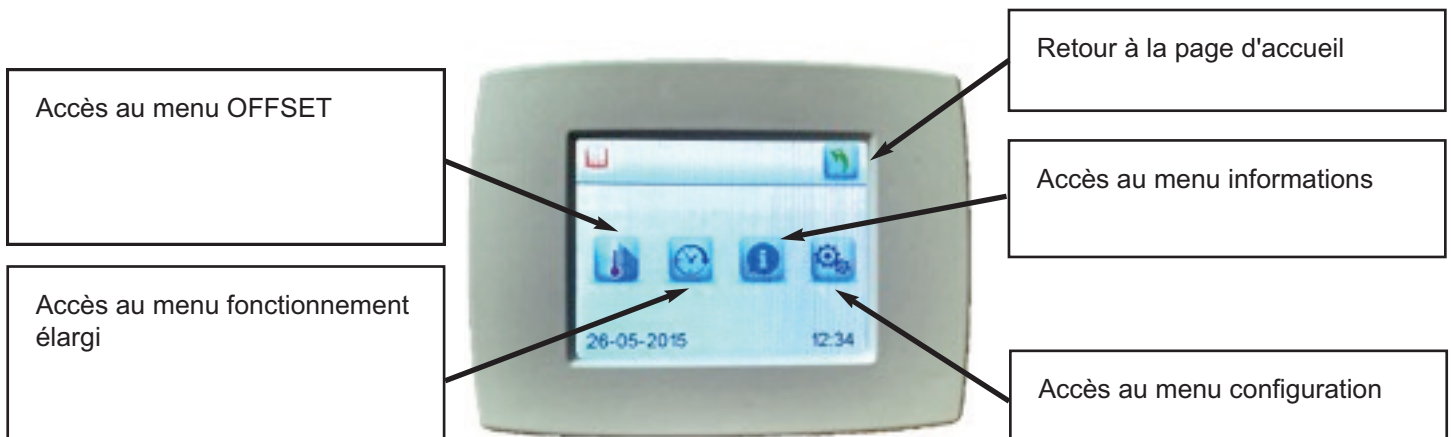 Retour à la page d'accueil
Accès au menu OFFSET
Accès au menu informations
Accès au menu fonctionnement
élargi
26-05-2015 12:34
Accès au menu configuration